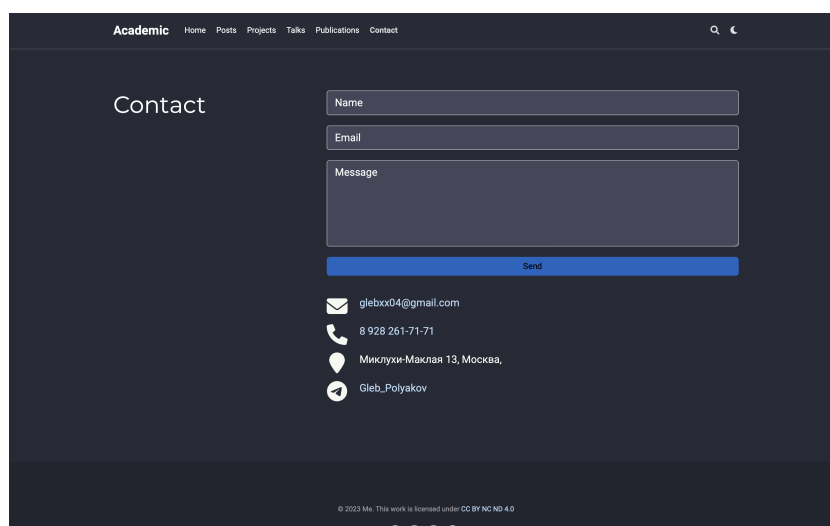 Academic Home Posts Projects Talks Publications Contact
Contact
Name
Email
Message
Send
glebxx04@gmail.com
8 928 261-71-71
Миклухи-Маклая 13, Москва,
Gleb_Polyakov
© 2023 Me. This work is licensed under CC BY NC ND 4.0